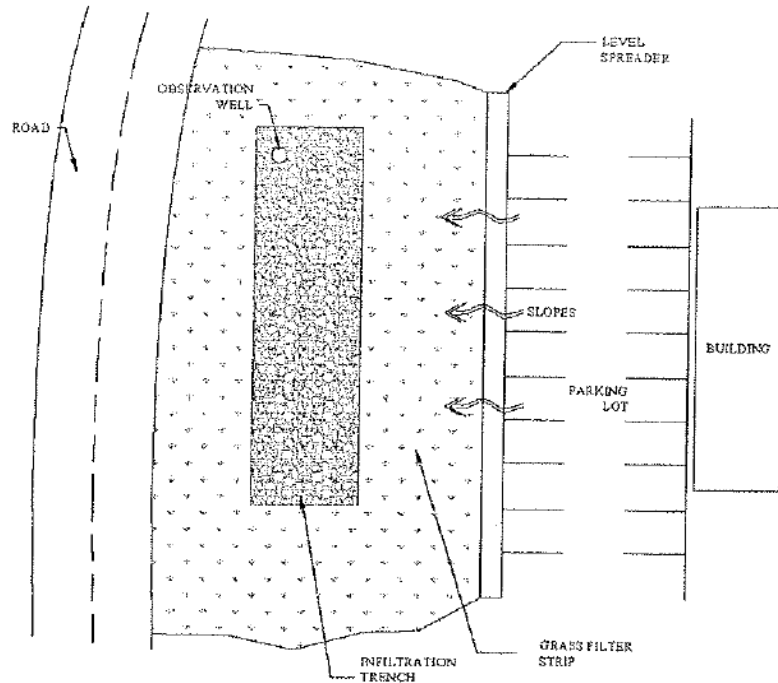 LEVEL
SPREADER
OBSERVATION
WELL
ROAD
SLOPES
BUILDING
PARKING
LOT
GRASS FILTER
STRIP
INFILTRATION
TRENCH